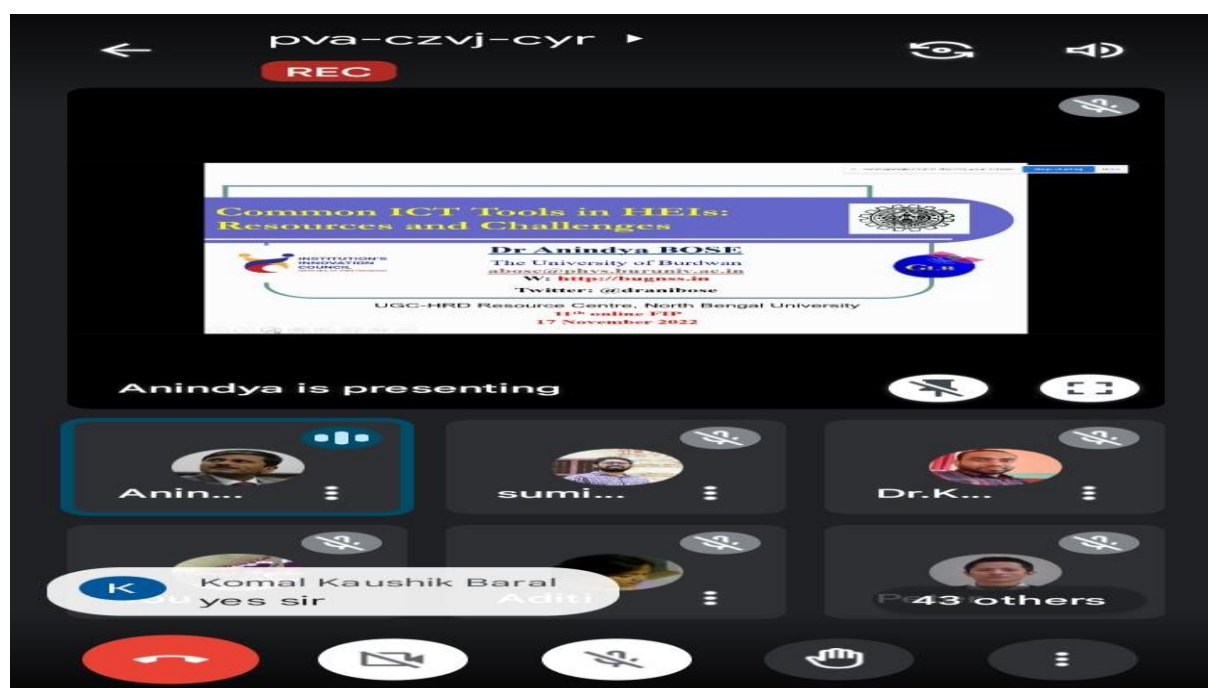 pva-czvj-cyr
REC
Common ICT Tools in HEIs:
Resources and Challenges
INSTITUTION'S
INNOVATION
COUNCIL
Dr Anindya BOSE
The University of Burdwan
abose@phys.buruniv.ac.in
W: http://bugnss.in
Twitter: @dranibose
GLB
UGC-HRD Resource Centre, North Bengal University
11th online FIP
17 November 2022
Anindya is presenting
Anin...
sumi...
Dr.K...
K
Komal Kaushik Baral
yes sir
Aditi
43 others